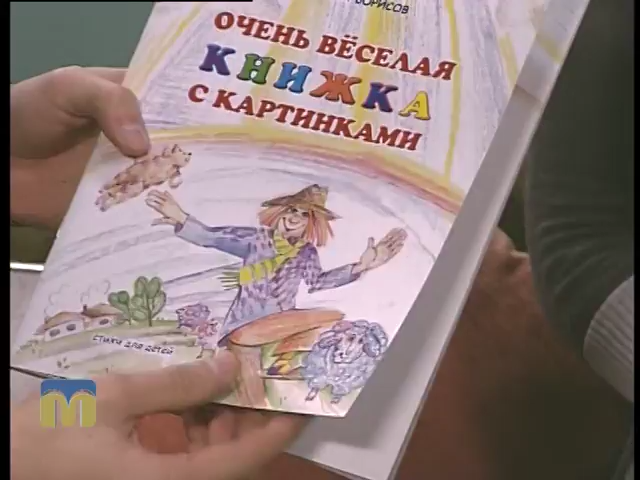 БОРИСОВ
ОЧЕНЬ ВЁСЕЛАЯ
КНИЖКА
С КАРТИНКАМИ
СТИХИ ДЛЯ ДЕТЕЙ
М